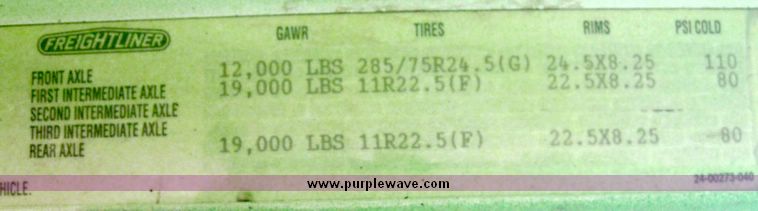 FREIGHTLINER GAWR TIRES RIMS PSI COLD
FRONT AXLE 12,000 LBS 285/75R24.5(G) 24.5X8.25 110
FIRST INTERMEDIATE AXLE 19,000 LBS 11R22.5(F) 22.5X8.25 80
SECOND INTERMEDIATE AXLE ----
THIRD INTERMEDIATE AXLE
REAR AXLE 19,000 LBS 11R22.5(F) 22.5X8.25 80
24-00273-040
HICLE. www.purplewave.com